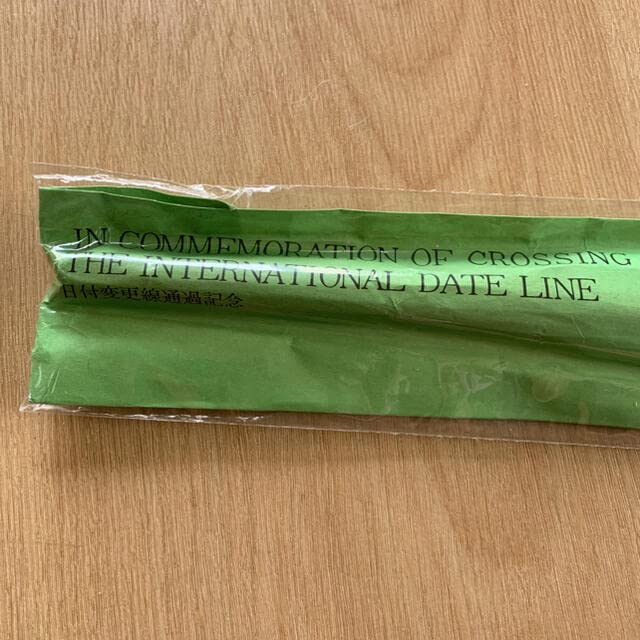 IN COMMEMORATION OF CROSSING
THE INTERNATIONAL DATE LINE
日付変更線通過記念